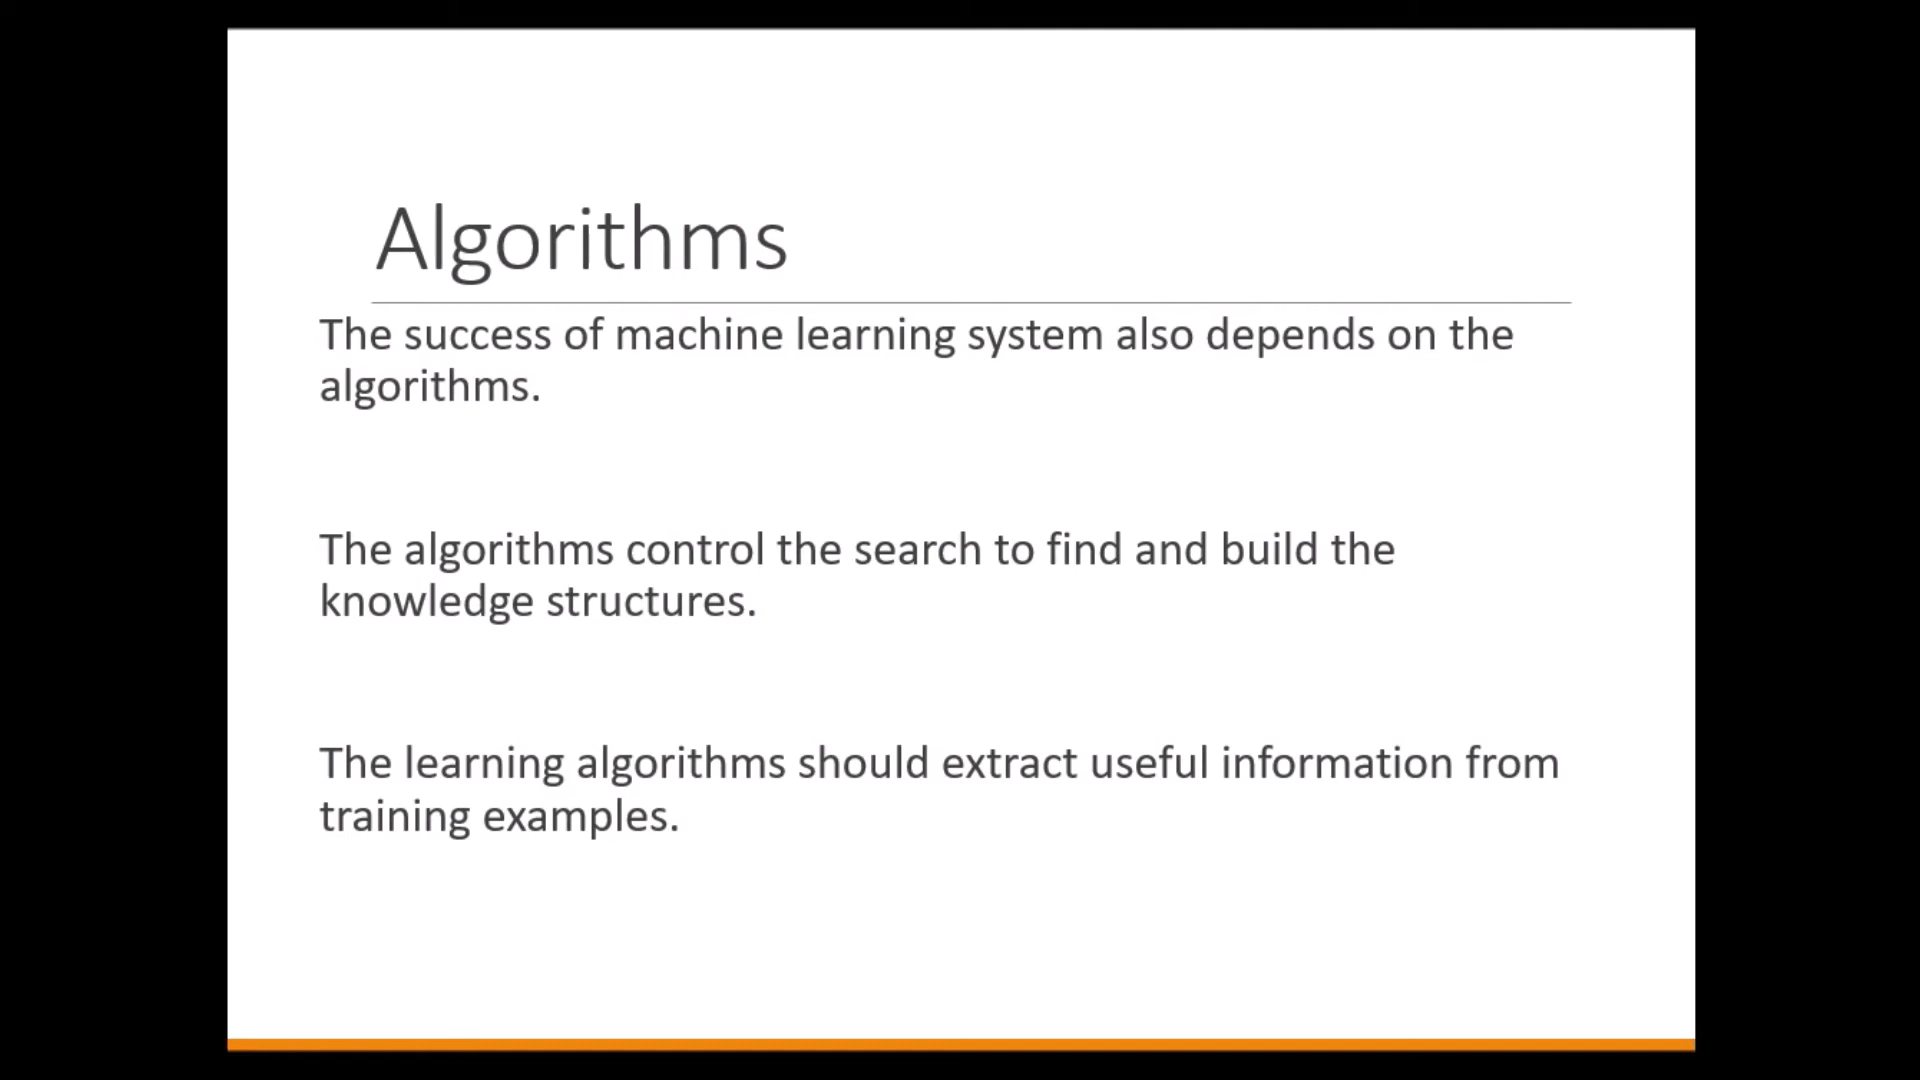 Algorithms
The success of machine learning system also depends on the
algorithms.
The algorithms control the search to find and build the
knowledge structures.
The learning algorithms should extract useful information from
training examples.